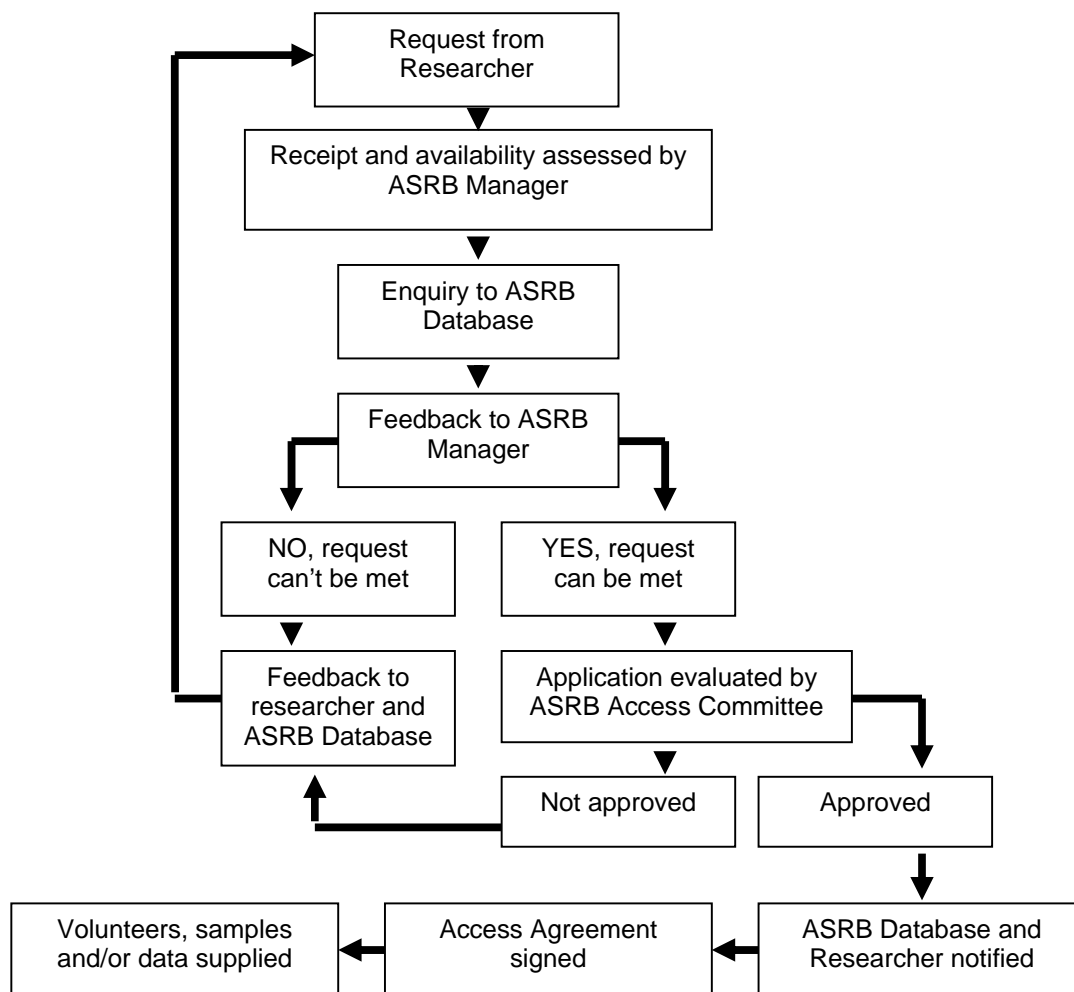 Request from
Researcher
Receipt and availability assessed by
ASRB Manager
Enquiry to ASRB
Database
Feedback to ASRB
Manager
NO, request
can’t be met
YES, request
can be met
Feedback to
researcher and
ASRB Database
Application evaluated by
ASRB Access Committee
Not approved
Approved
Volunteers, samples
and/or data supplied
Access Agreement
signed
ASRB Database and
Researcher notified